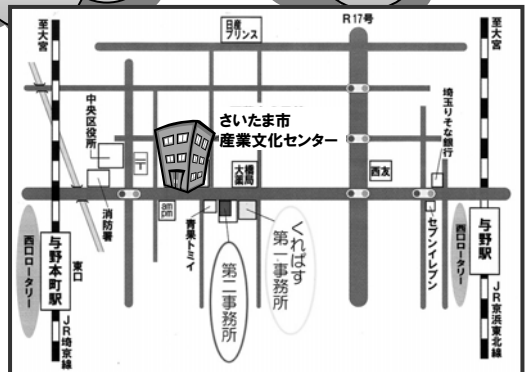 至大宮
日産
プリンス
R17号
至大宮
中央区役所
〒
さいたま市
産業文化センター
埼玉りそな銀行
大橋
薬局
西友
消防署
am
pm
青果トミイ
くればす
第一事務所
第二事務所
セブンイレブン
西口ロータリー
与野本町駅
東口
JR埼京線
西口ロータリー
与野駅
JR京浜東北線